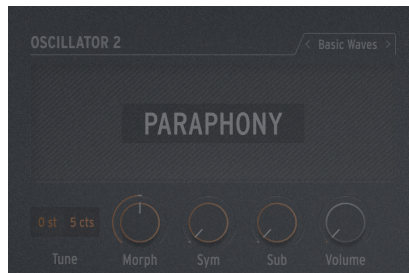 OSCILLATOR 2
< Basic Waves >
PARAPHONY
0 st 5 cts
Tune Morph Sym Sub Volume